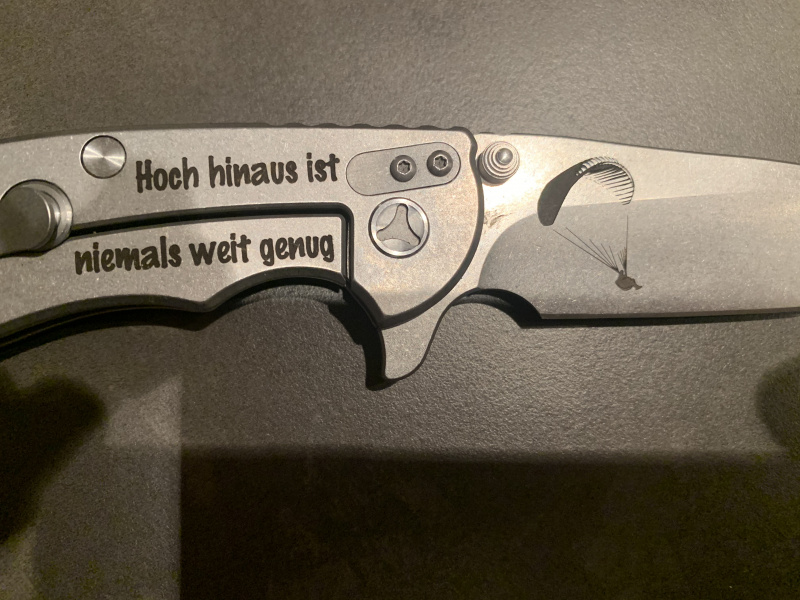 Hoch hinaus ist
niemals weit genug